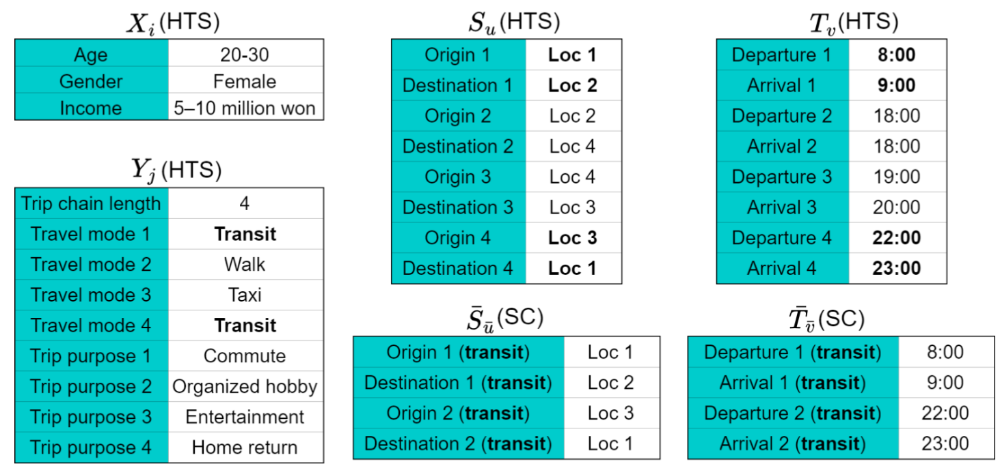 X_i (HTS)
Age 20-30
Gender Female
Income 5–10 million won
Y_j (HTS)
Trip chain length 4
Travel mode 1 Transit
Travel mode 2 Walk
Travel mode 3 Taxi
Travel mode 4 Transit
Trip purpose 1 Commute
Trip purpose 2 Organized hobby
Trip purpose 3 Entertainment
Trip purpose 4 Home return
S_u (HTS)
Origin 1 Loc 1
Destination 1 Loc 2
Origin 2 Loc 2
Destination 2 Loc 4
Origin 3 Loc 4
Destination 3 Loc 3
Origin 4 Loc 3
Destination 4 Loc 1
T_v (HTS)
Departure 1 8:00
Arrival 1 9:00
Departure 2 18:00
Arrival 2 18:00
Departure 3 19:00
Arrival 3 20:00
Departure 4 22:00
Arrival 4 23:00
S̄_ū (SC)
Origin 1 (transit) Loc 1
Destination 1 (transit) Loc 2
Origin 2 (transit) Loc 3
Destination 2 (transit) Loc 1
T̄_v̄ (SC)
Departure 1 (transit) 8:00
Arrival 1 (transit) 9:00
Departure 2 (transit) 22:00
Arrival 2 (transit) 23:00